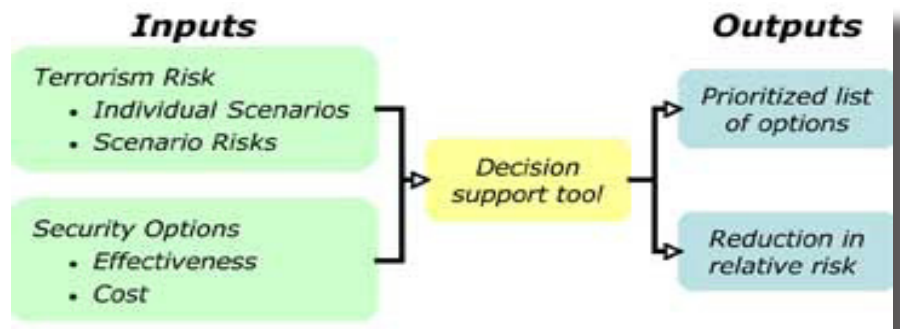 Inputs
Terrorism Risk
• Individual Scenarios
• Scenario Risks
Security Options
• Effectiveness
• Cost
Decision
support tool
Outputs
Prioritized list
of options
Reduction in
relative risk